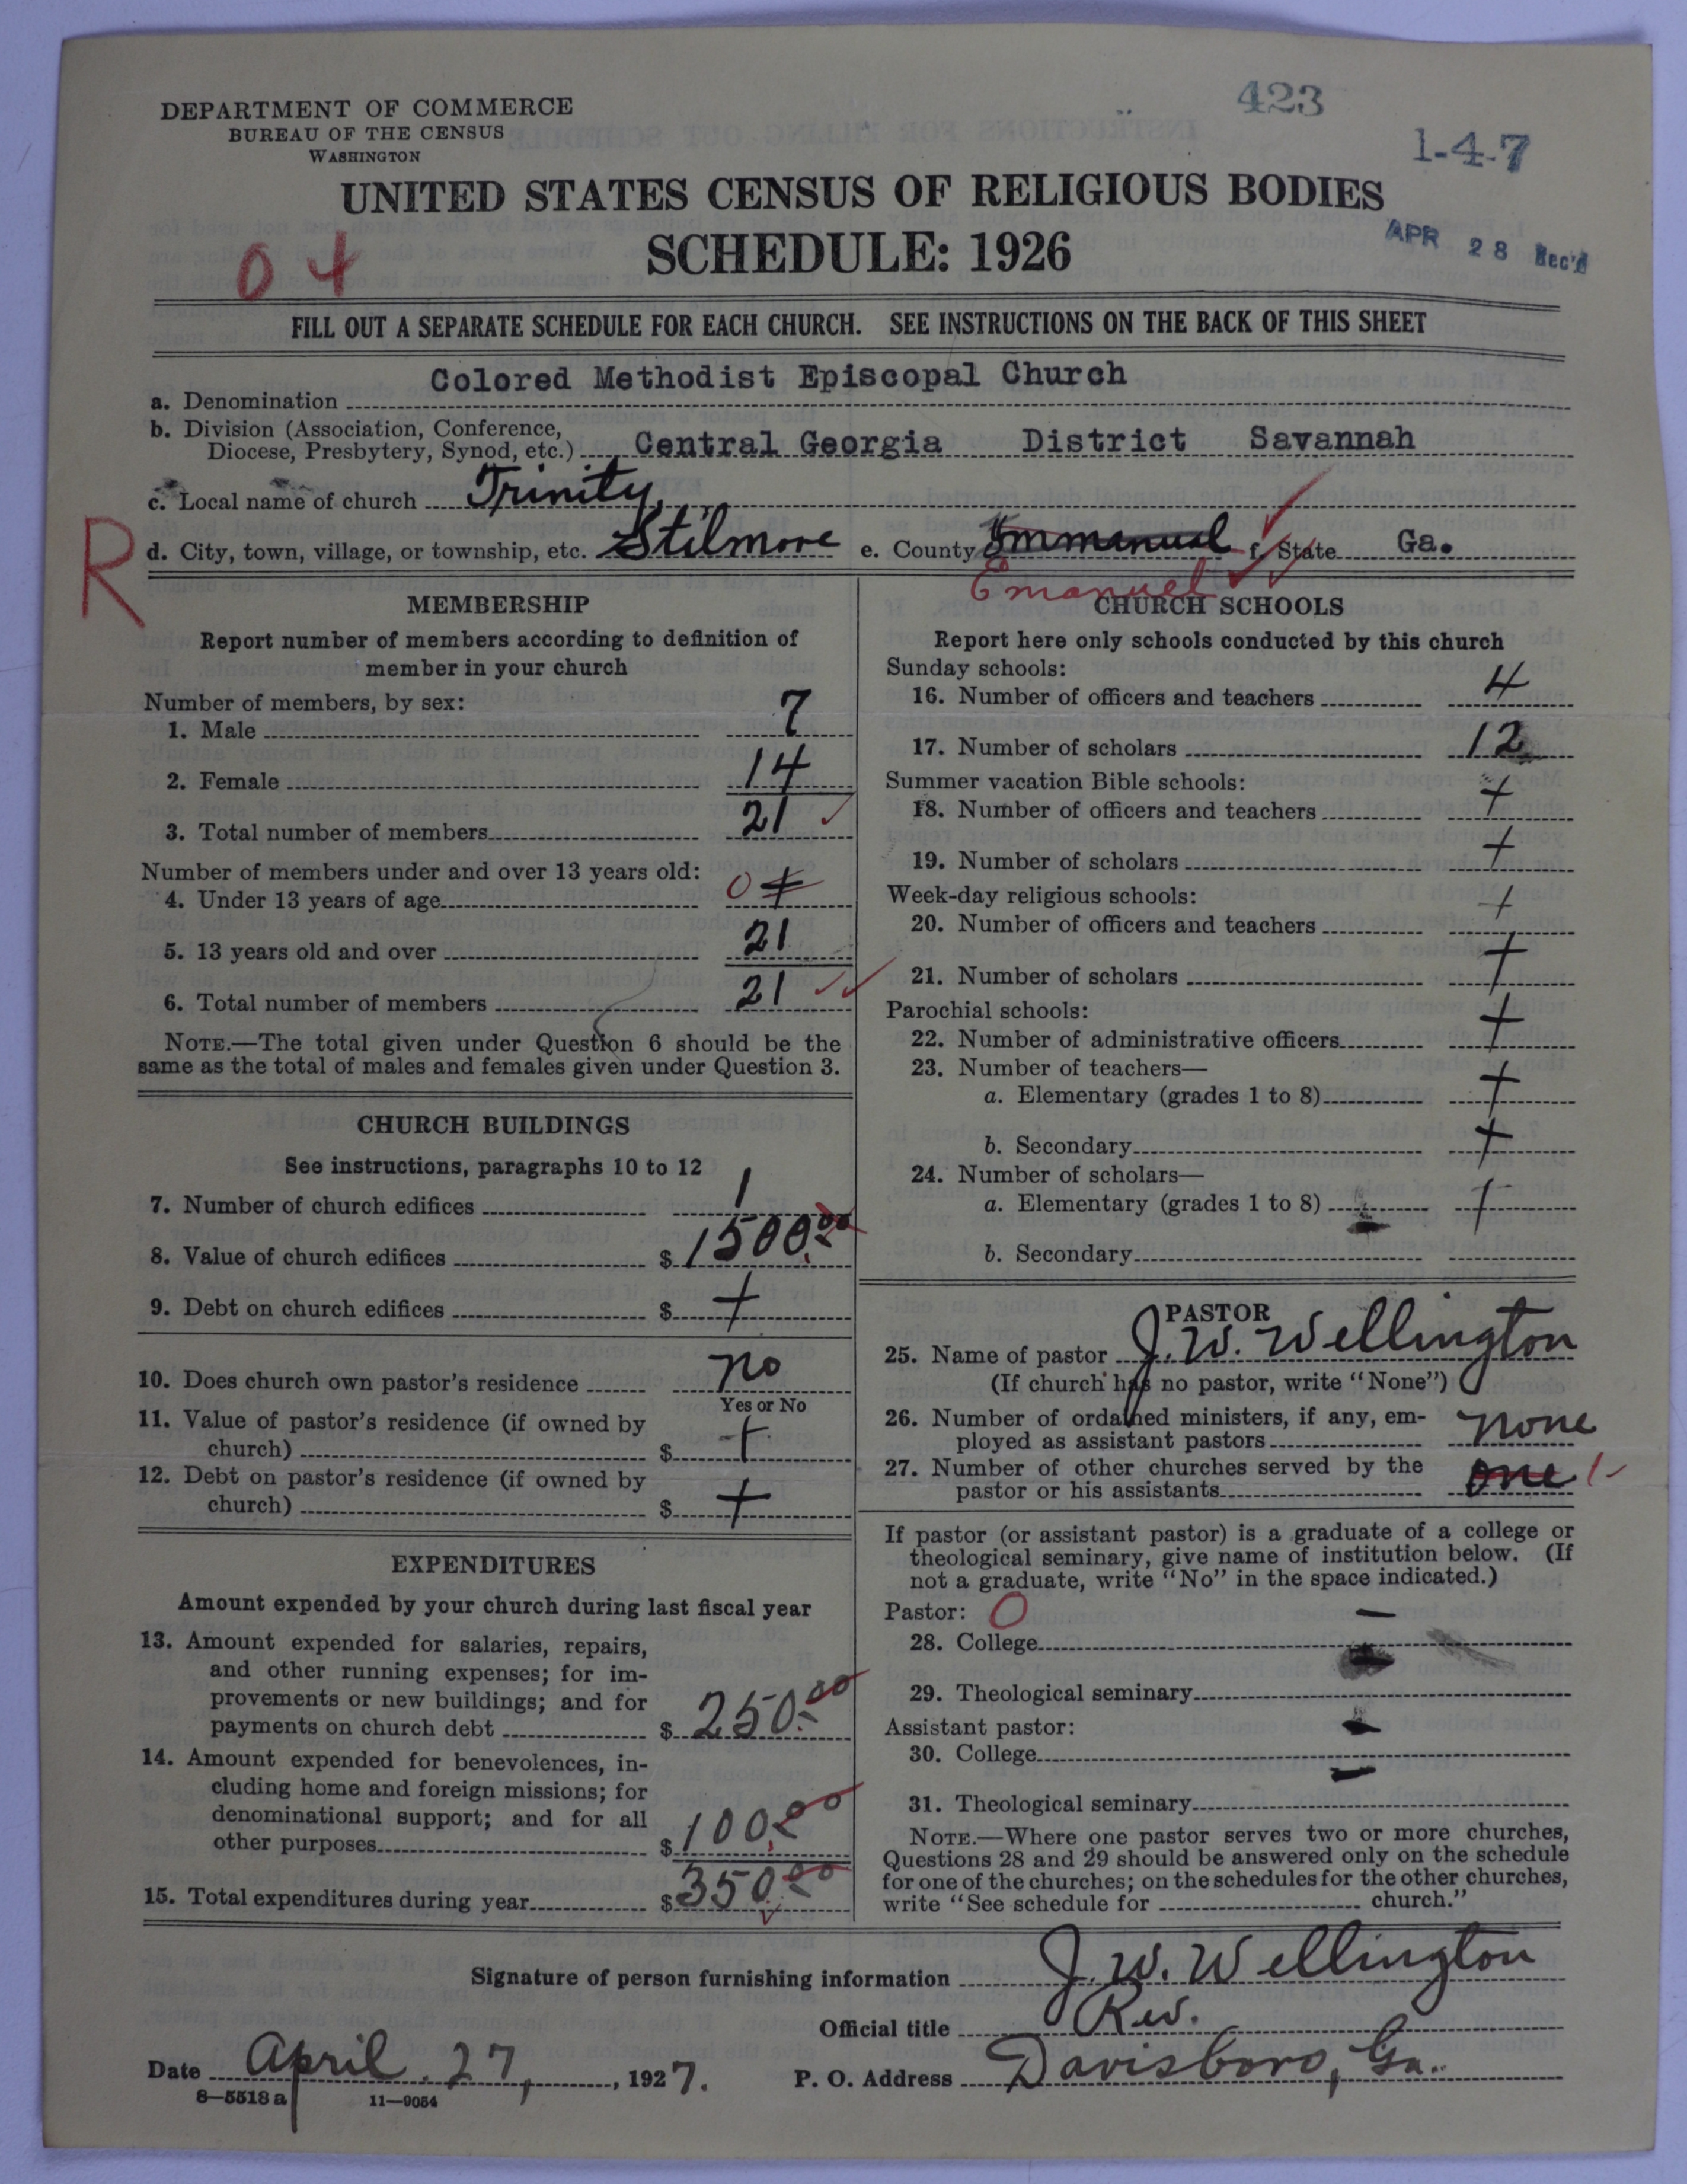 423
1-4-7
DEPARTMENT OF COMMERCE
BUREAU OF THE CENSUS
WASHINGTON
UNITED STATES CENSUS OF RELIGIOUS BODIES
SCHEDULE: 1926
APR 28 Rec'd
04
FILL OUT A SEPARATE SCHEDULE FOR EACH CHURCH. SEE INSTRUCTIONS ON THE BACK OF THIS SHEET
a. Denomination Colored Methodist Episcopal Church
b. Division (Association, Conference,
Diocese, Presbytery, Synod, etc.) Central Georgia District Savannah
c. Local name of church Trinity,
R
d. City, town, village, or township, etc. Stilmore e. County Immanual f. State Ga.
Emanuel
MEMBERSHIP
Report number of members according to definition of
member in your church
Number of members, by sex:
1. Male 7
2. Female 14
3. Total number of members 21
Number of members under and over 13 years old:
4. Under 13 years of age 0 +
5. 13 years old and over 21
6. Total number of members 21
NOTE.—The total given under Question 6 should be the
same as the total of males and females given under Question 3.
CHURCH BUILDINGS
See instructions, paragraphs 10 to 12
7. Number of church edifices 1
8. Value of church edifices $ 1500.00
9. Debt on church edifices $ +
10. Does church own pastor's residence no
Yes or No
11. Value of pastor's residence (if owned by
church) $ +
12. Debt on pastor's residence (if owned by
church) $ +
EXPENDITURES
Amount expended by your church during last fiscal year
13. Amount expended for salaries, repairs,
and other running expenses; for im-
provements or new buildings; and for
payments on church debt $ 250.00
14. Amount expended for benevolences, in-
cluding home and foreign missions; for
denominational support; and for all
other purposes $ 100.00
15. Total expenditures during year $ 350.00
CHURCH SCHOOLS
Report here only schools conducted by this church
Sunday schools:
16. Number of officers and teachers 4
17. Number of scholars 12
Summer vacation Bible schools:
18. Number of officers and teachers +
19. Number of scholars +
Week-day religious schools:
20. Number of officers and teachers +
21. Number of scholars +
Parochial schools:
22. Number of administrative officers +
23. Number of teachers—
a. Elementary (grades 1 to 8) +
b. Secondary +
24. Number of scholars—
a. Elementary (grades 1 to 8) +
b. Secondary
PASTOR
25. Name of pastor J. W. Wellington
(If church has no pastor, write "None")
26. Number of ordained ministers, if any, em-
ployed as assistant pastors none
27. Number of other churches served by the
pastor or his assistants one 1
If pastor (or assistant pastor) is a graduate of a college or
theological seminary, give name of institution below. (If
not a graduate, write "No" in the space indicated.)
Pastor: 0 —
28. College
29. Theological seminary
Assistant pastor:
30. College
31. Theological seminary
NOTE.—Where one pastor serves two or more churches,
Questions 28 and 29 should be answered only on the schedule
for one of the churches; on the schedules for the other churches,
write "See schedule for church."
Signature of person furnishing information J. W. Wellington
Official title Rev.
Date April. 27, , 1927. P. O. Address Davisboro, Ga.
8—5518 a 11—9054